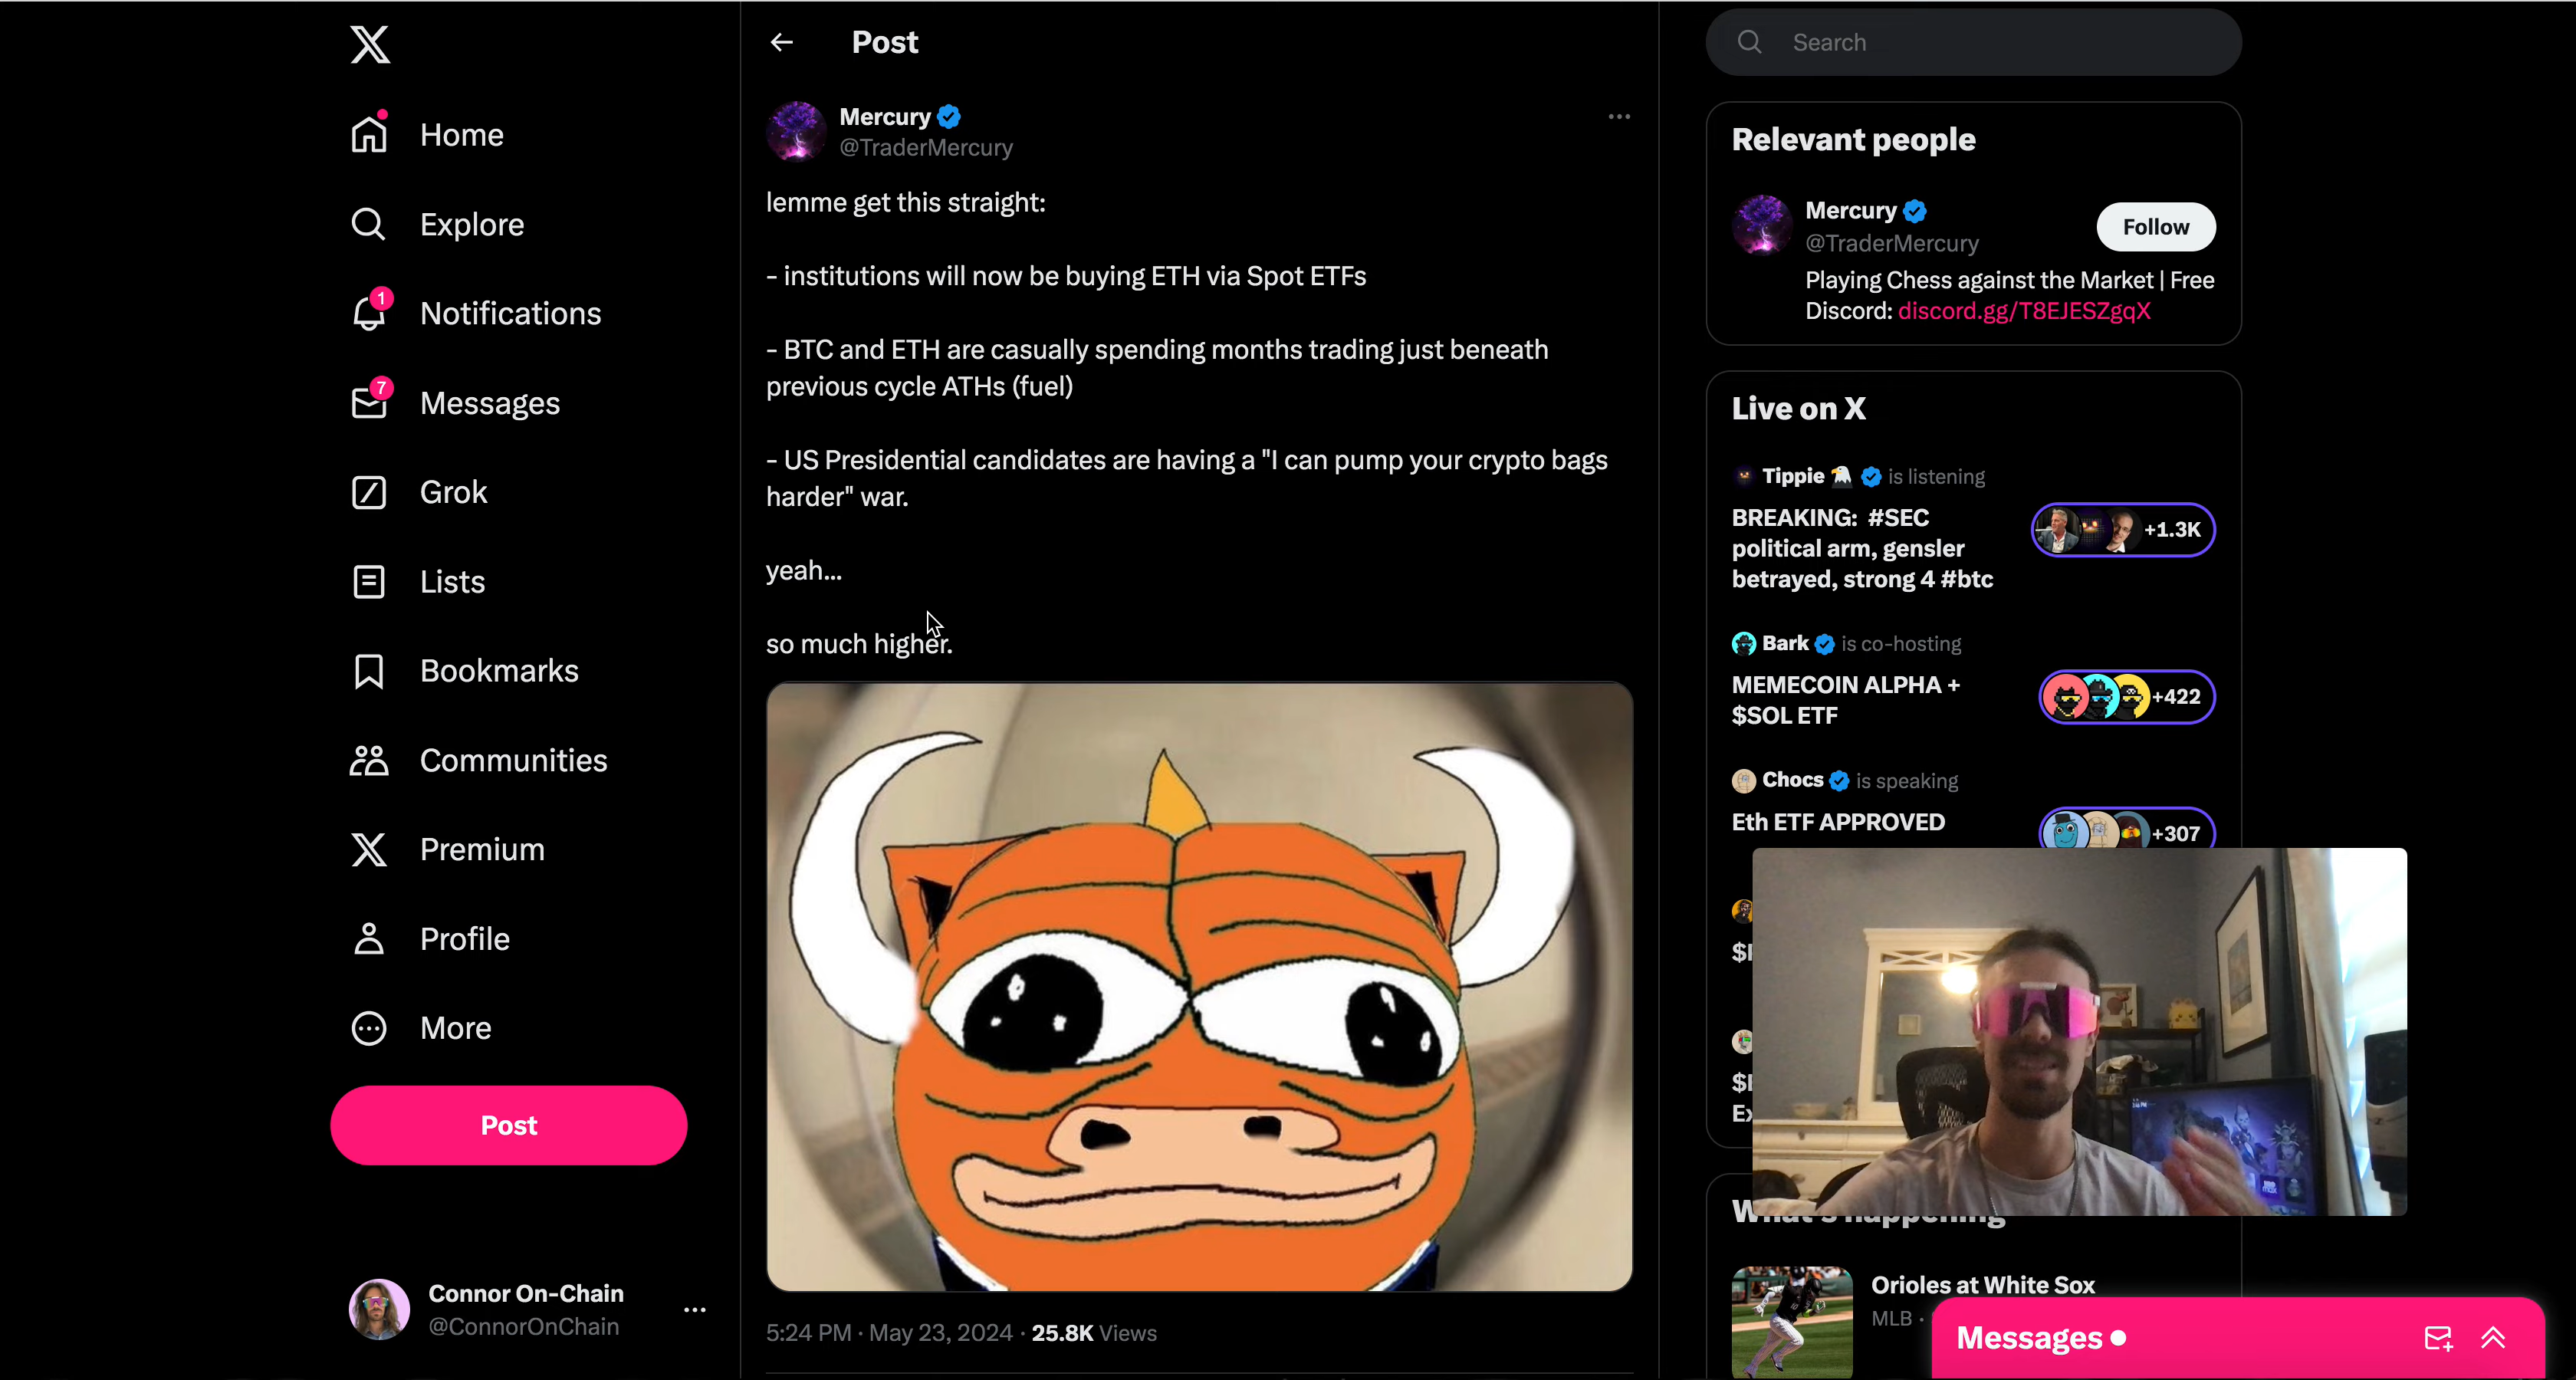 Home
Explore
1
Notifications
7
Messages
Grok
Lists
Bookmarks
Communities
Premium
Profile
More
Post
Connor On-Chain
@ConnorOnChain
Post
Mercury
@TraderMercury
lemme get this straight:
- institutions will now be buying ETH via Spot ETFs
- BTC and ETH are casually spending months trading just beneath
previous cycle ATHs (fuel)
- US Presidential candidates are having a "I can pump your crypto bags
harder" war.
yeah...
so much higher.
5:24 PM · May 23, 2024 · 25.8K Views
Search
Relevant people
Mercury
@TraderMercury
Follow
Playing Chess against the Market | Free
Discord: discord.gg/T8EJESZgqX
Live on X
Tippie is listening
BREAKING: #SEC
political arm, gensler
betrayed, strong 4 #btc
+1.3K
Bark is co-hosting
MEMECOIN ALPHA +
$SOL ETF
+422
Chocs is speaking
Eth ETF APPROVED
+307
What's happening
Orioles at White Sox
MLB ·
Messages